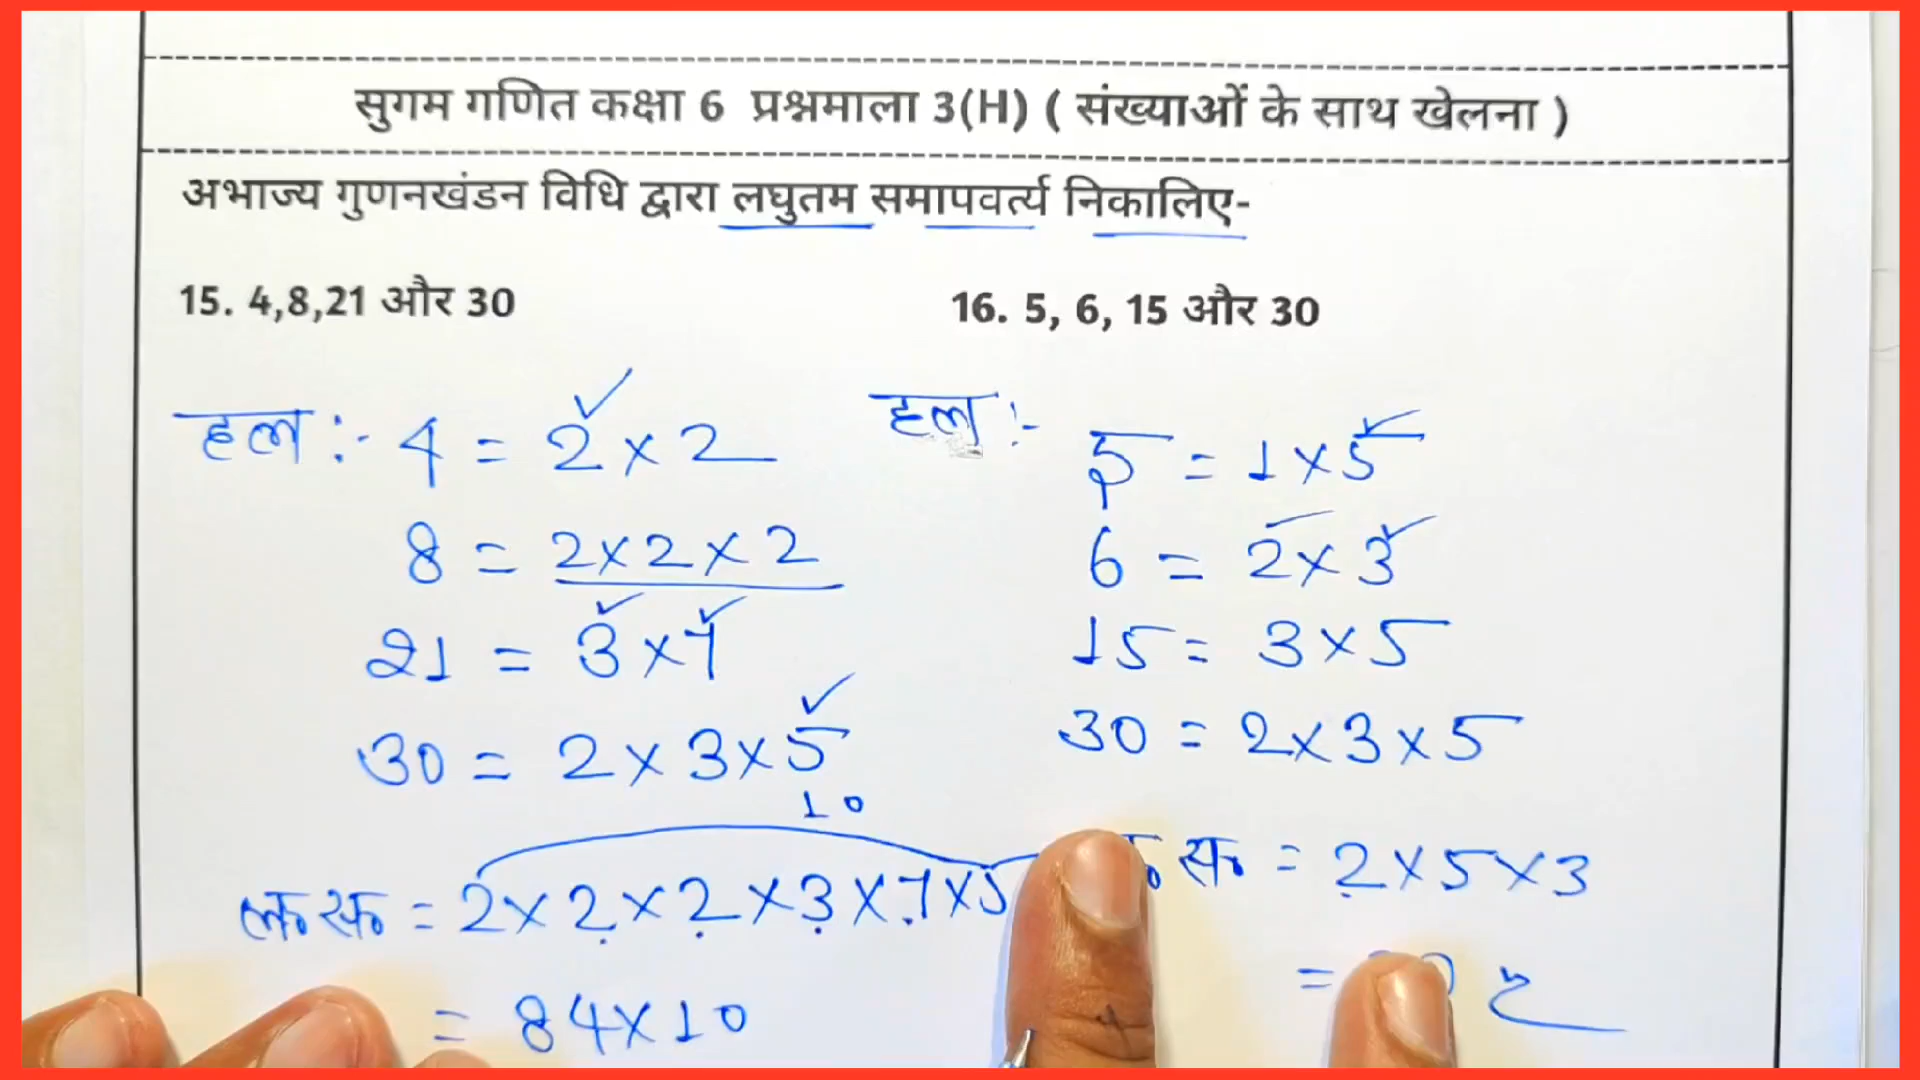 सुगम गणित कक्षा 6 प्रश्नमाला 3(H) ( संख्याओं के साथ खेलना )
अभाज्य गुणनखंडन विधि द्वारा लघुतम समापवर्त्य निकालिए-
15. 4,8,21 और 30
हल :- 4 = 2 × 2
8 = 2 × 2 × 2
21 = 3 × 7
30 = 2 × 3 × 5
10
ल० स० = 2 × 2 × 2 × 3 × 7 × 5
= 84 × 10
16. 5, 6, 15 और 30
हल :-
5 = 1 × 5
6 = 2 × 3
15 = 3 × 5
30 = 2 × 3 × 5
स० = 2 × 5 × 3
=